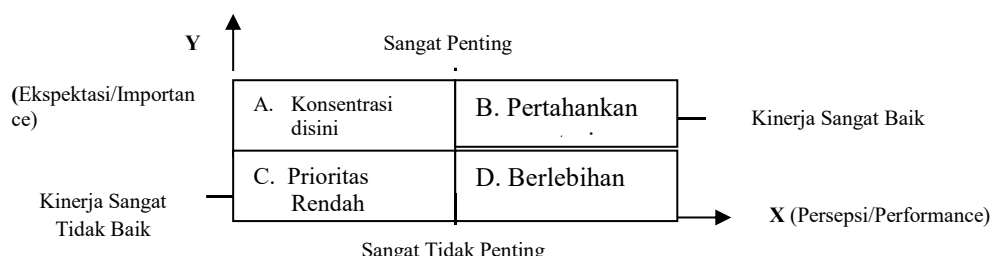 Y
Sangat Penting
(Ekspektasi/Importan
ce)
A. Konsentrasi
disini
B. Pertahankan
Kinerja Sangat Baik
C. Prioritas
Rendah
D. Berlebihan
Kinerja Sangat
Tidak Baik
X (Persepsi/Performance)
Sangat Tidak Penting